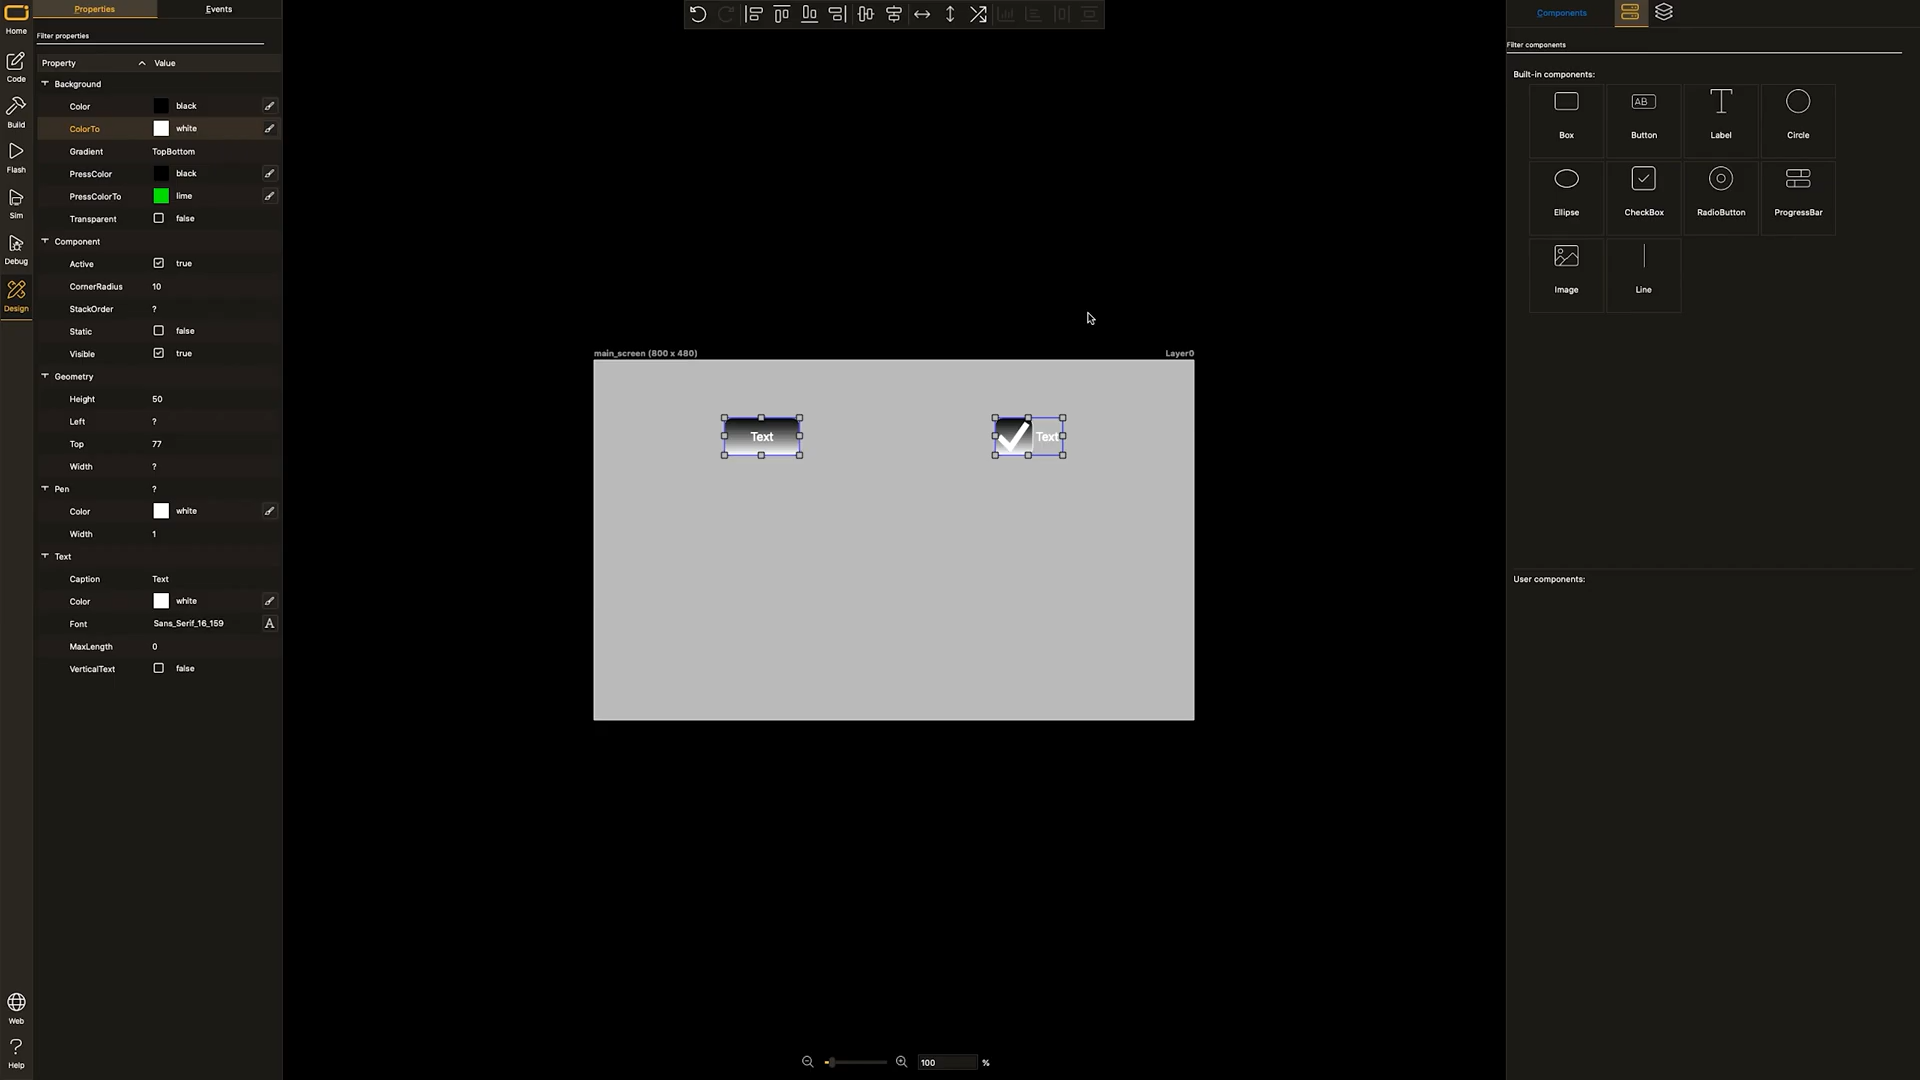 Home
Code
Build
Flash
Sim
Debug
Design
Web
Help
Properties
Events
Filter properties
Property
Value
Background
Color black
ColorTo white
Gradient TopBottom
PressColor black
PressColorTo lime
Transparent false
Component
Active true
CornerRadius 10
StackOrder ?
Static false
Visible true
Geometry
Height 50
Left ?
Top 77
Width ?
Pen ?
Color white
Width 1
Text
Caption Text
Color white
Font Sans_Serif_16_159 A
MaxLength 0
VerticalText false
main_screen (800 x 480)
Layer0
Text
Text
100 %
Components
Filter components
Built-in components:
AB
Box Button Label Circle
Ellipse CheckBox RadioButton ProgressBar
Image Line
User components: